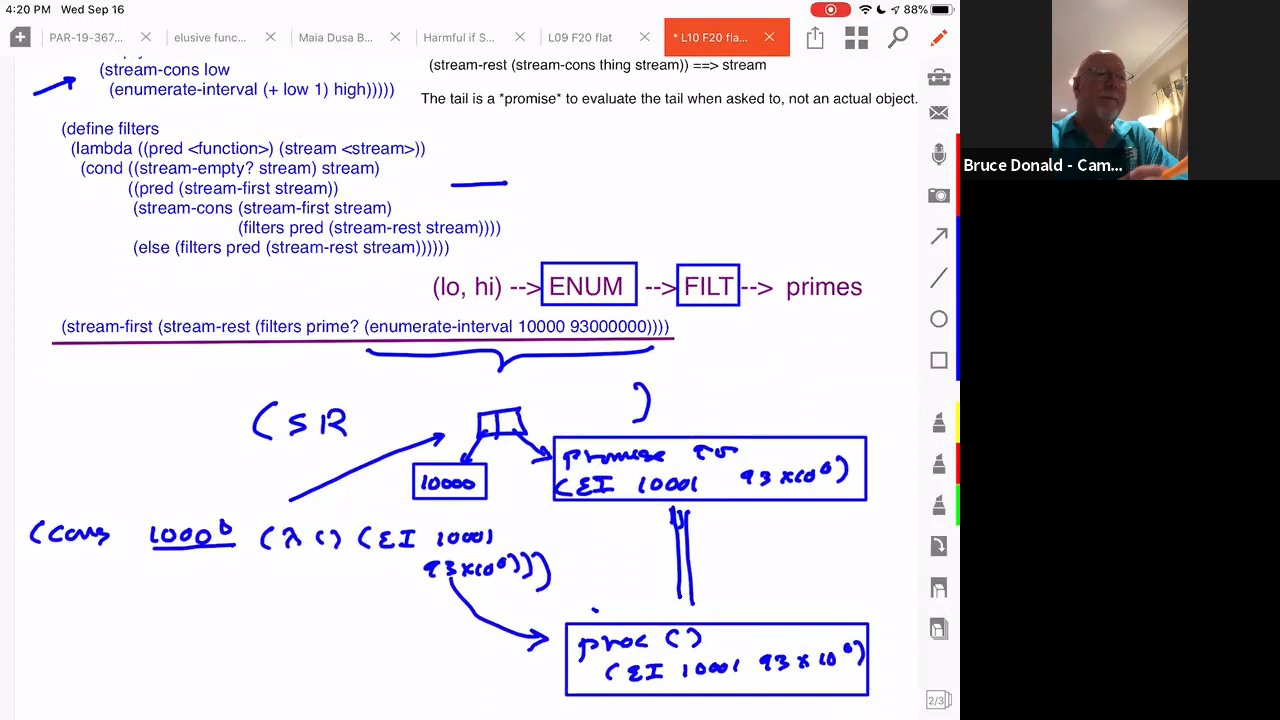 4:20 PM Wed Sep 16
88%
PAR-19-367...
elusive func...
Maia Dusa B...
Harmful if S...
L09 F20 flat
* L10 F20 fla...
(stream-cons low
(enumerate-interval (+ low 1) high)))))
(stream-rest (stream-cons thing stream)) ==> stream
The tail is a *promise* to evaluate the tail when asked to, not an actual object.
(define filters
(lambda ((pred <function>) (stream <stream>))
(cond ((stream-empty? stream) stream)
((pred (stream-first stream))
(stream-cons (stream-first stream)
(filters pred (stream-rest stream))))
(else (filters pred (stream-rest stream))))))
(lo, hi) --> ENUM --> FILT --> primes
(stream-first (stream-rest (filters prime? (enumerate-interval 10000 93000000))))
(SR )
10000
promise to
(EI 10001
(cons 10000 (λ () (EI 10001
proc ()
(EI 10001
2/3
Bruce Donald - Cam...